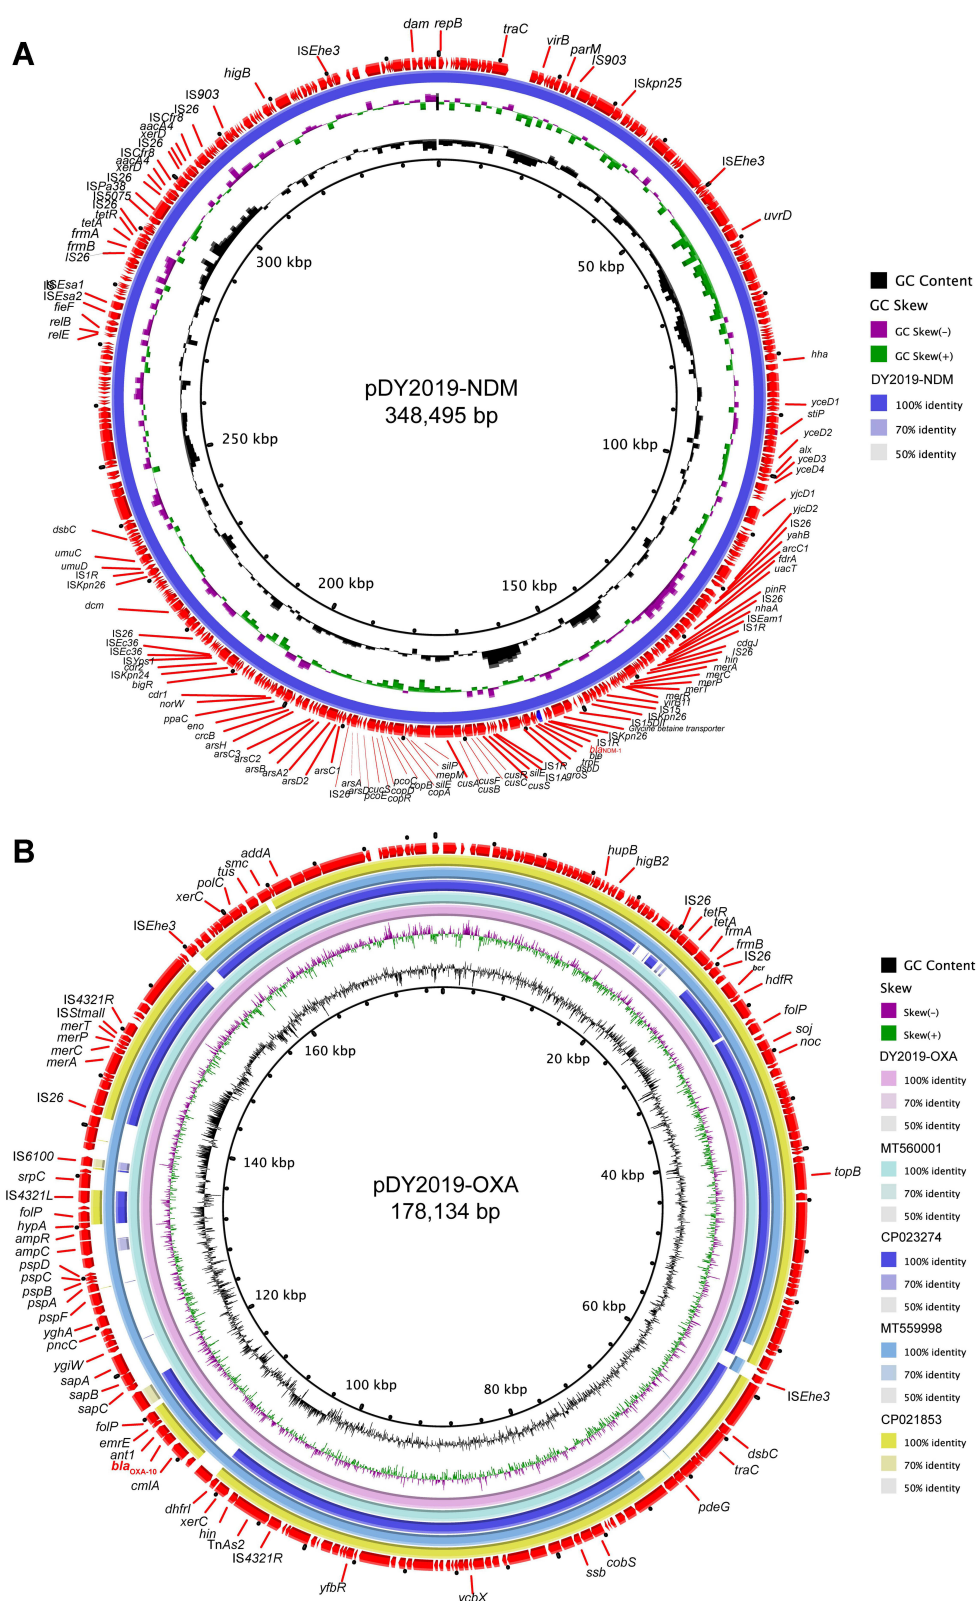 A
dam
repB
traC
virB
parM
IS903
ISkpn25
ISEhe3
uvrD
hha
yceD1
stiP
yceD2
alx
yceD3
yceD4
yjcD1
yjcD2
IS26
yahB
arcC1
fdrA
uacT
pinR
IS26
nhaA
ISEam1
IS1R
cdgJ
IS26
hin
merA
merC
merP
merT
merR
virB11
IS15
ISKpn26
IS15DII
Glycine betaine transporter
ISKpn26
IS1R
blaNDM-1
ble
trpF
dsbD
groS
IS1R
IS1A
silE
cusS
cusR
cusC
cusF
cusB
cusA
silP
mepM
silE
copA
copB
pcoC
copD
copR
cucS
pcoE
arsD
arsA
IS26
arsC1
arsD2
arsA2
arsB
arsC2
arsC3
arsH
crcB
eno
ppaC
norW
cdr1
bigR
ISKpn24
cdr2
ISYps1
ISEc36
ISEc36
IS26
dcm
ISKpn26
IS1R
umuD
umuC
dsbC
relE
relB
fieF
ISEsa2
ISEsa1
IS26
frmB
frmA
tetA
tetR
IS26
IS5075
ISPa38
IS26
xerD
aacA4
ISCfr8
IS26
xerD
aacA4
ISCfr8
IS26
IS903
higB
ISEhe3
50 kbp
100 kbp
150 kbp
200 kbp
250 kbp
300 kbp
pDY2019-NDM
348,495 bp
GC Content
GC Skew
GC Skew(-)
GC Skew(+)
DY2019-NDM
100% identity
70% identity
50% identity
B
hupB
higB2
IS26
tetR
tetA
frmA
frmB
IS26
bcr
hdfR
folP
soj
noc
topB
ISEhe3
dsbC
traC
pdeG
cobS
ssb
ycbX
yfbR
IS4321R
TnAs2
hin
xerC
dhfrI
cmlA
blaOXA-10
ant1
emrE
folP
sapC
sapB
sapA
ygiW
pncC
yghA
pspF
pspA
pspB
pspC
pspD
ampC
ampR
hypA
folP
IS4321L
srpC
IS6100
IS26
merA
merC
merP
merT
ISStmall
IS4321R
ISEhe3
xerC
polC
tus
smc
addA
20 kbp
40 kbp
60 kbp
80 kbp
100 kbp
120 kbp
140 kbp
160 kbp
pDY2019-OXA
178,134 bp
GC Content
Skew
Skew(-)
Skew(+)
DY2019-OXA
100% identity
70% identity
50% identity
MT560001
100% identity
70% identity
50% identity
CP023274
100% identity
70% identity
50% identity
MT559998
100% identity
70% identity
50% identity
CP021853
100% identity
70% identity
50% identity